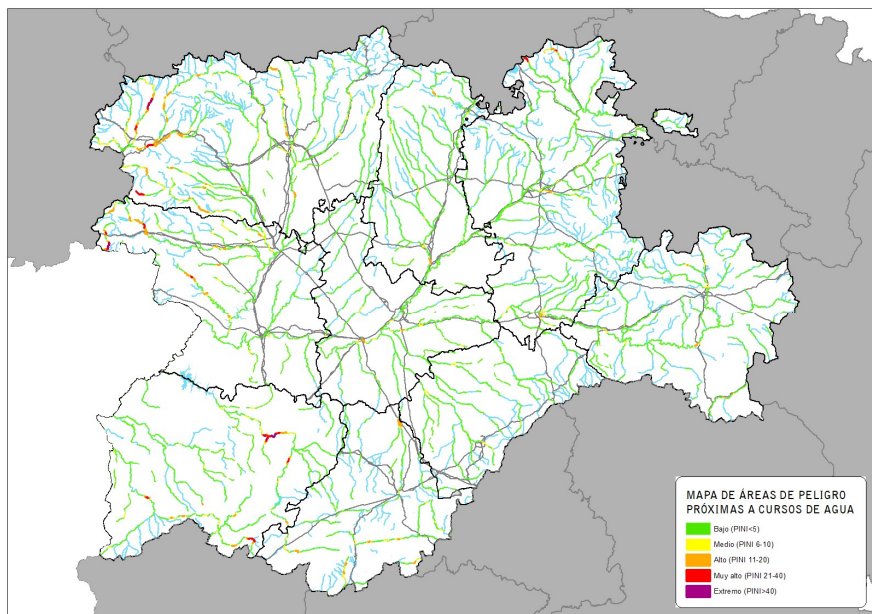 MAPA DE ÁREAS DE PELIGRO
PRÓXIMAS A CURSOS DE AGUA
Bajo (PINI<5)
Medio (PINI 6-10)
Alto (PINI 11-20)
Muy alto (PINI 21-40)
Extremo (PINI>40)